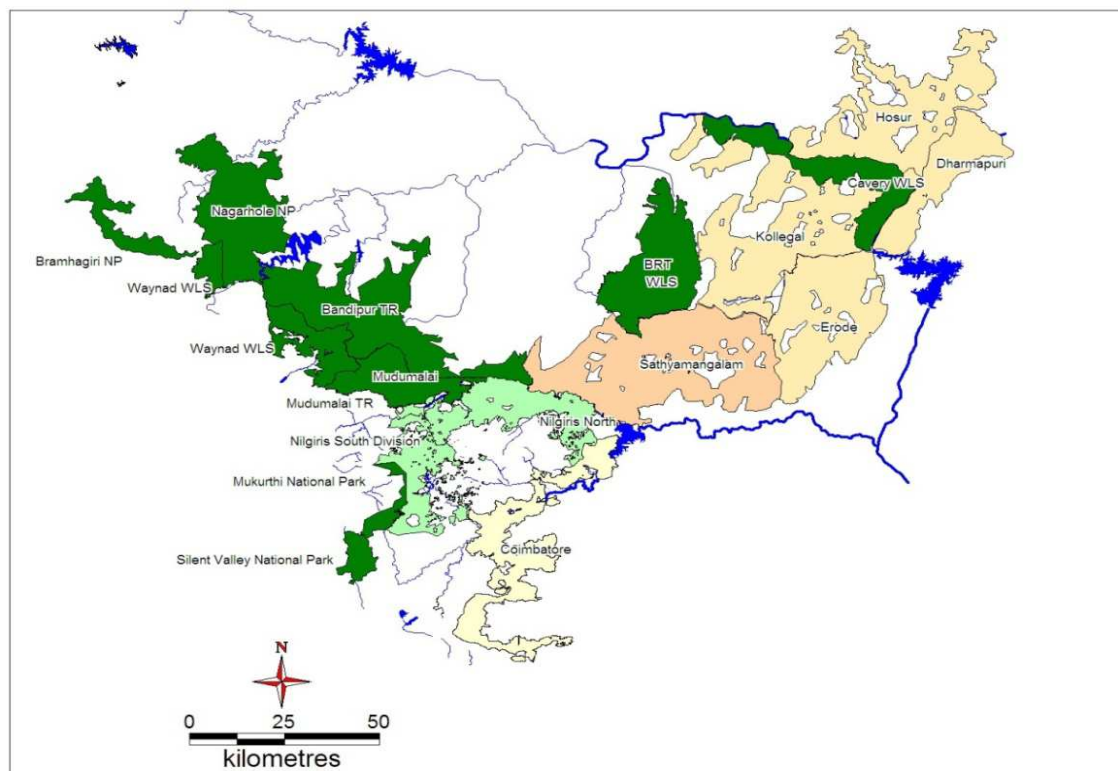 Hosur
Dharmapuri
Cavery WLS
Nagarhole NP
Kollegal
Bramhagiri NP
BRT
WLS
Waynad WLS
Bandipur TR
Erode
Waynad WLS
Sathyamangalam
Mudumalai
Mudumalai TR
Nilgiris North
Nilgiris South Division
Mukurthi National Park
Coimbatore
Silent Valley National Park
N
0 25 50
kilometres